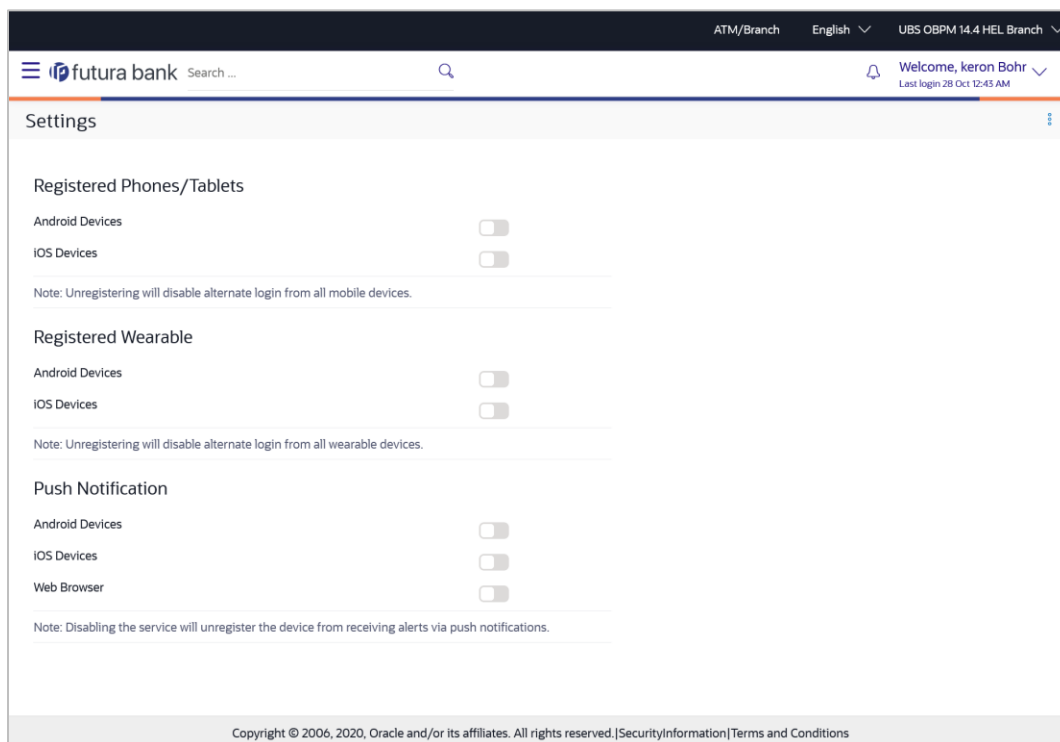 ATM/Branch English UBS OBPM 14.4 HEL Branch
futura bank Search ... Welcome, keron Bohr
Last login 28 Oct 12:43 AM
Settings
Registered Phones/Tablets
Android Devices
iOS Devices
Note: Unregistering will disable alternate login from all mobile devices.
Registered Wearable
Android Devices
iOS Devices
Note: Unregistering will disable alternate login from all wearable devices.
Push Notification
Android Devices
iOS Devices
Web Browser
Note: Disabling the service will unregister the device from receiving alerts via push notifications.
Copyright © 2006, 2020, Oracle and/or its affiliates. All rights reserved.|SecurityInformation|Terms and Conditions